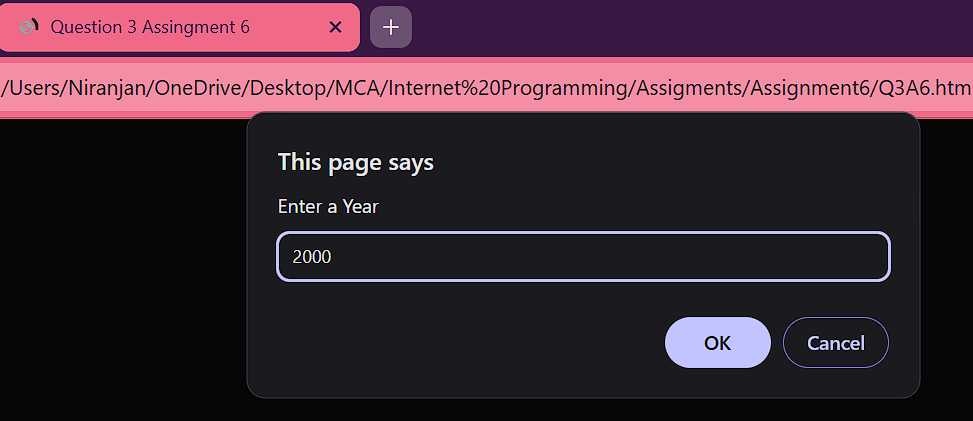 Question 3 Assingment 6
/Users/Niranjan/OneDrive/Desktop/MCA/Internet%20Programming/Assigments/Assignment6/Q3A6.htm
This page says
Enter a Year
2000
OK Cancel